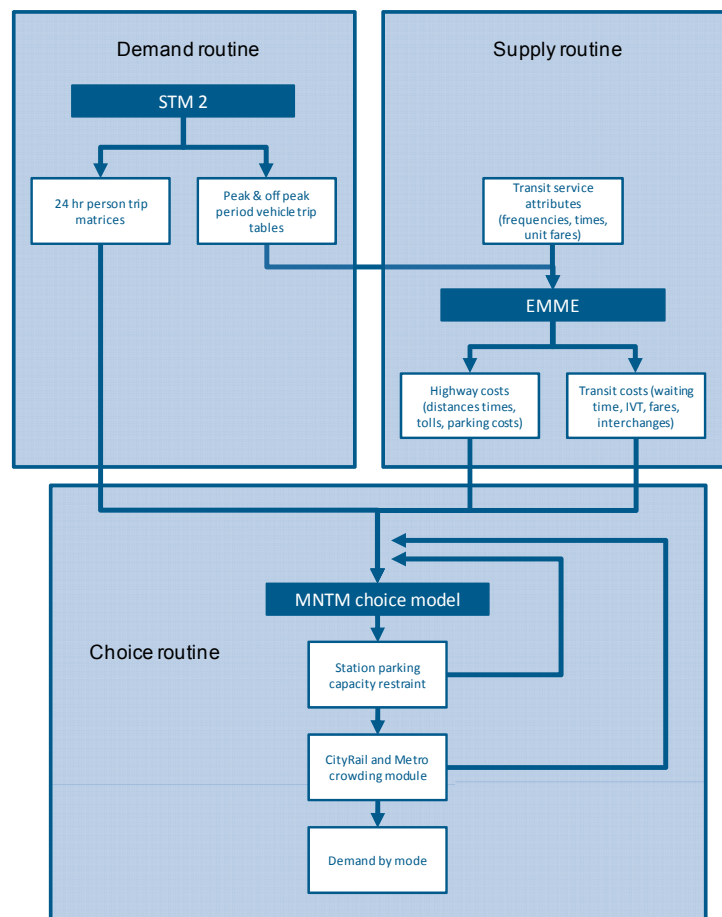 Demand routine
Supply routine
STM 2
24 hr person trip
matrices
Peak & off peak
period vehicle trip
tables
Transit service
attributes
(frequencies, times,
unit fares)
EMME
Highway costs
(distances times,
tolls, parking costs)
Transit costs (waiting
time, IVT, fares,
interchanges)
MNTM choice model
Choice routine
Station parking
capacity restraint
CityRail and Metro
crowding module
Demand by mode